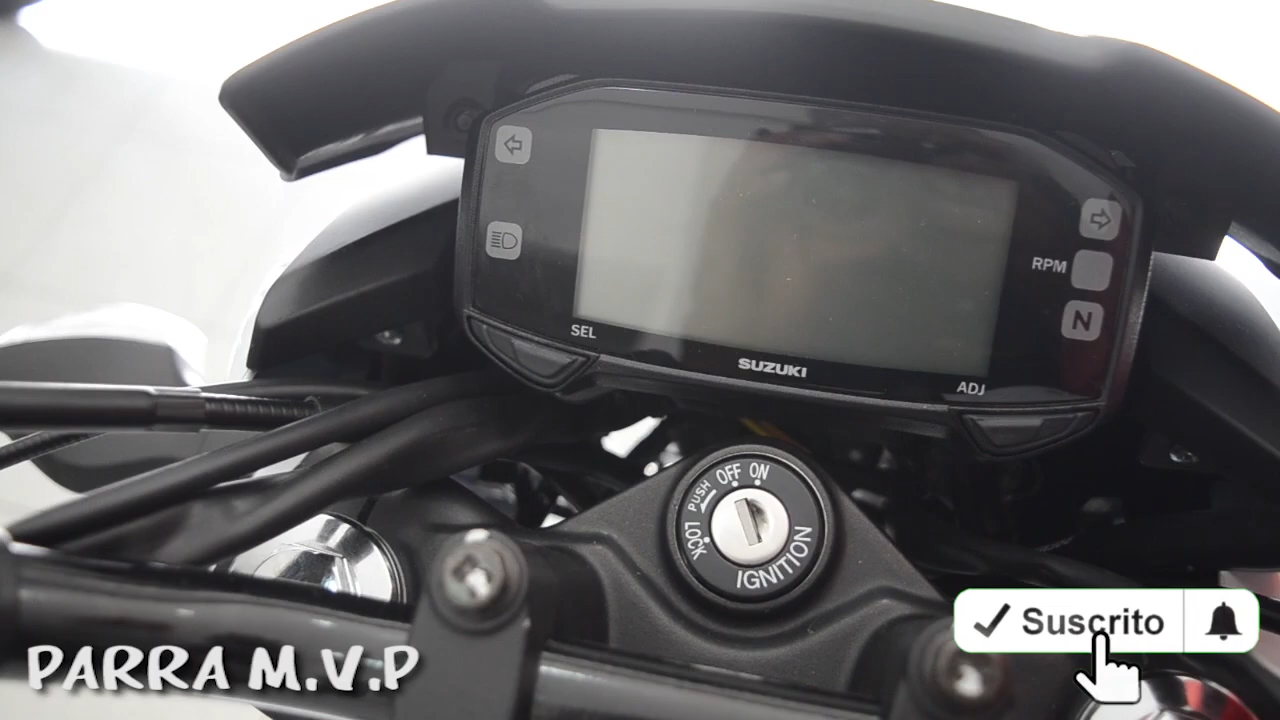 RPM
N
SEL
SUZUKI
ADJ
OFF ON
PUSH
LOCK
IGNITION
Suscrito
PARRA M.V.P